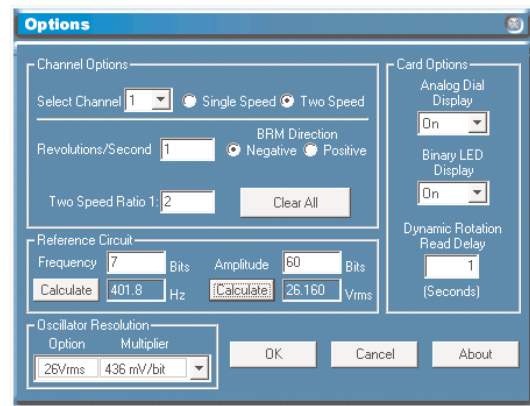 Options
Channel Options
Select Channel 1 Single Speed Two Speed
Revolutions/Second 1
BRM Direction
Negative Positive
Two Speed Ratio 1: 2
Clear All
Reference Circuit
Frequency 7 Bits Amplitude 60 Bits
Calculate 401.8 Hz Calculate 26.160 Vrms
Oscillator Resolution
Option Multiplier
26Vrms 436 mV/bit
Card Options
Analog Dial
Display
On
Binary LED
Display
On
Dynamic Rotation
Read Delay
1
(Seconds)
OK Cancel About